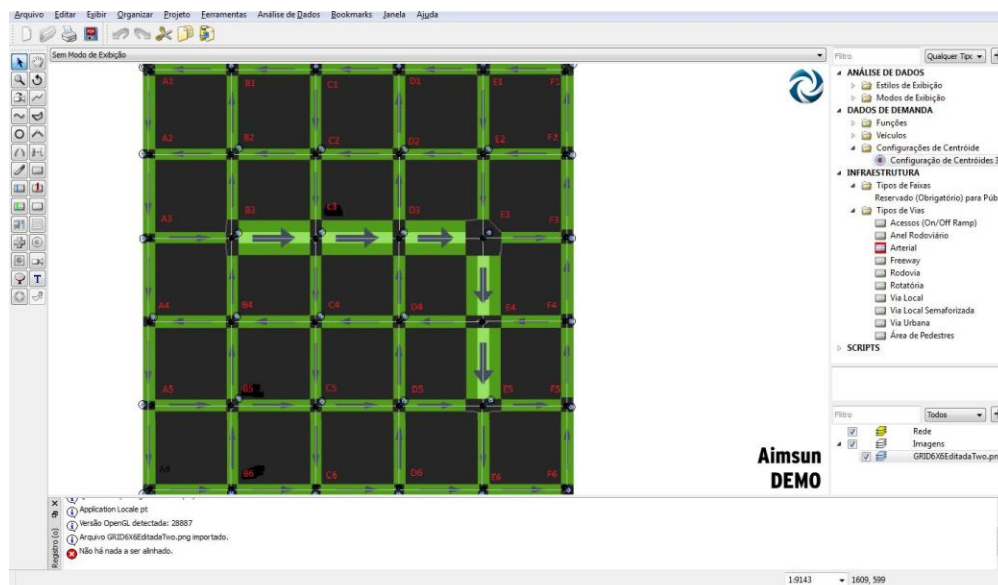 Arquivo Editar Exibir Organizar Projeto Ferramentas Análise de Dados Bookmarks Janela Ajuda
Sem Modo de Exibição
Filtro Qualquer Tipc
ANÁLISE DE DADOS
Estilos de Exibição
Modos de Exibição
DADOS DE DEMANDA
Funções
Veículos
Configurações de Centróide
Configuração de Centróides 3
INFRAESTRUTURA
Tipos de Faixas
Reservado (Obrigatório) para Púb
Tipos de Vias
Acessos (On/Off Ramp)
Anel Rodoviário
Arterial
Freeway
Rodovia
Rotatória
Via Local
Via Local Semaforizada
Via Urbana
Área de Pedestres
SCRIPTS
A1 B1 C1 D1 E1 F1
A2 B2 C2 D2 E2 F2
A3 B3 C3 D3 E3 F3
A4 B4 C4 D4 E4 F4
A5 B5 C5 D5 E5 F5
A6 B6 C6 D6 E6 F6
Aimsun
DEMO
Filtro Todos
Rede
Imagens
GRID6X6EditadaTwo.pn
Registro (o)
Application Locale pt
Versão OpenGL detectada: 28887
Arquivo GRID6X6EditadaTwo.png importado.
Não há nada a ser alinhado.
1:9143 1609, 599